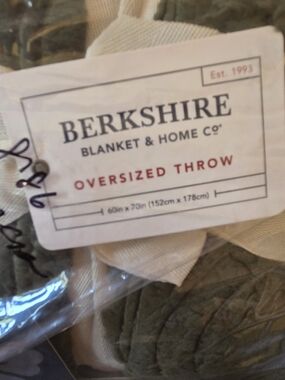 Est. 1993
BERKSHIRE
BLANKET & HOME Cº
OVERSIZED THROW
60in x 70in (152cm x 178cm)